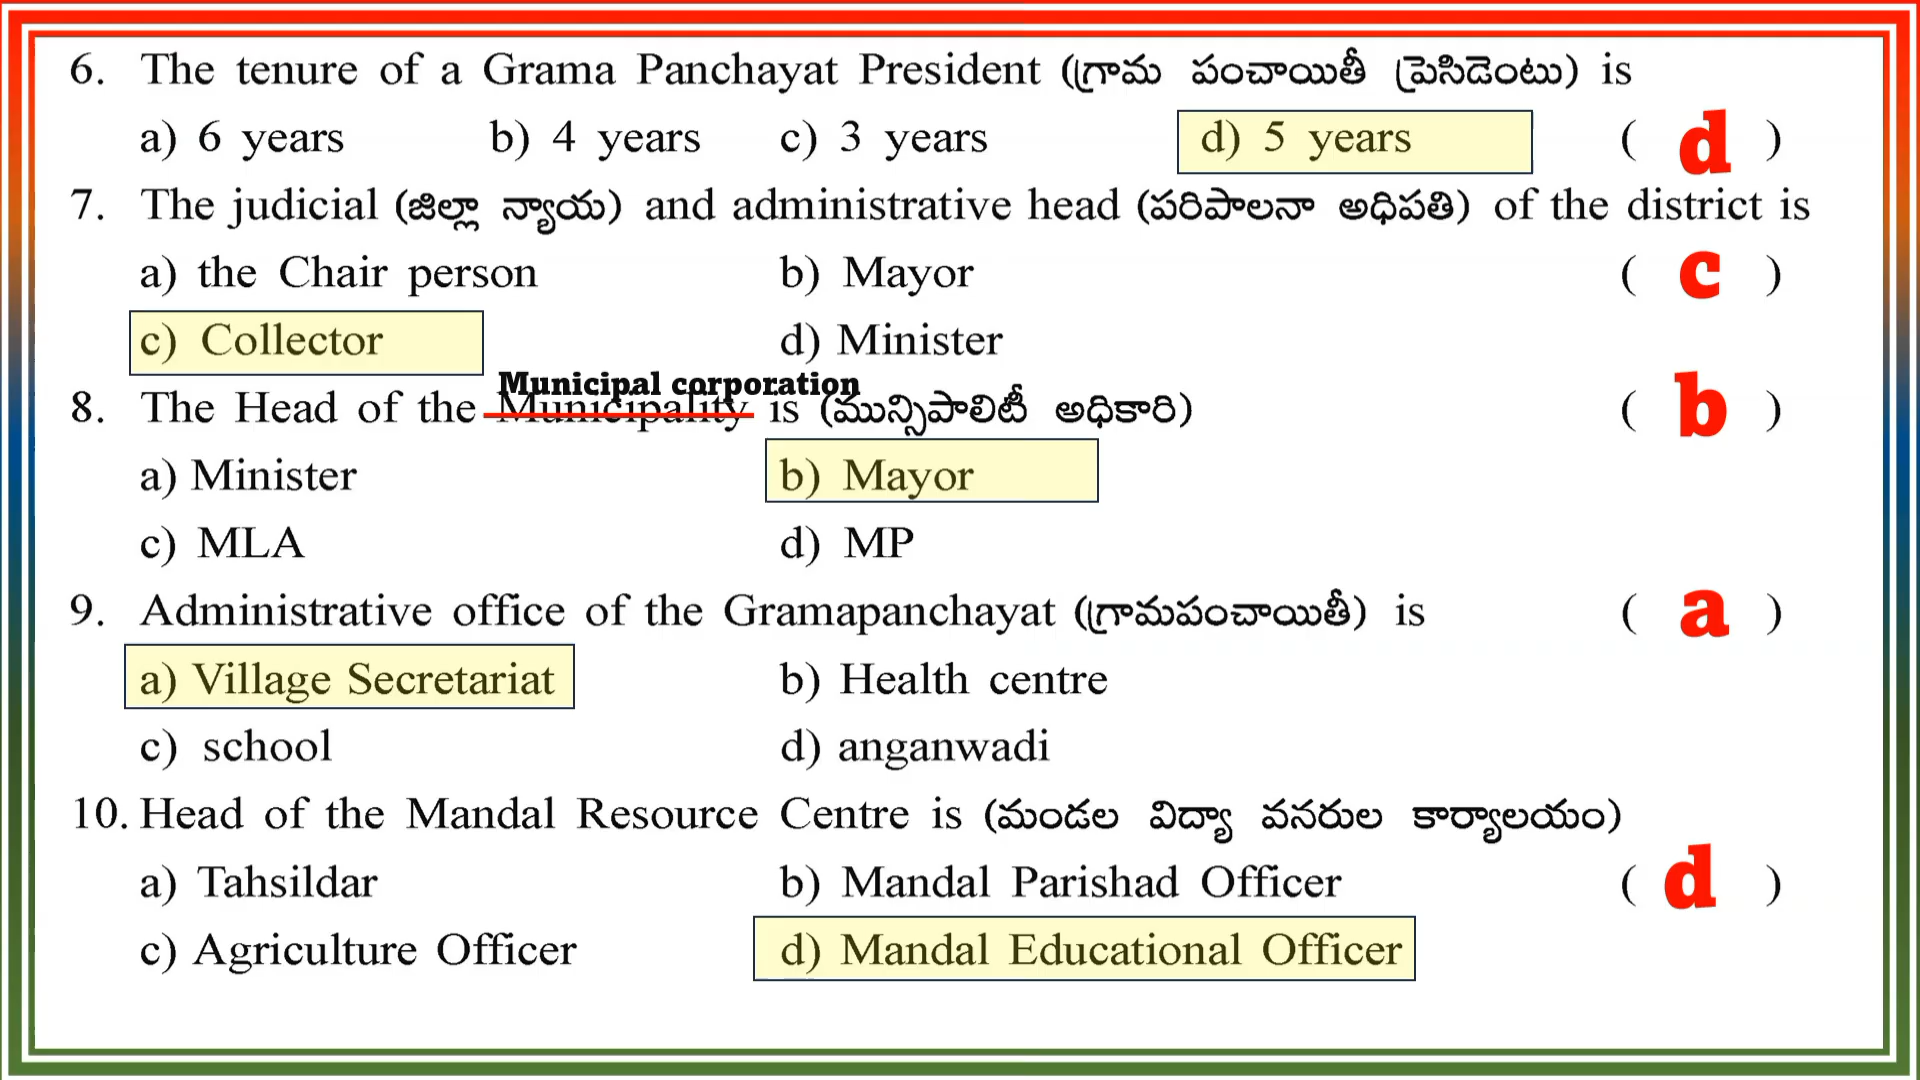 6. The tenure of a Grama Panchayat President (గ్రామ పంచాయితీ ప్రెసిడెంటు) is
a) 6 years b) 4 years c) 3 years d) 5 years ( d )
7. The judicial (జిల్లా న్యాయ) and administrative head (పరిపాలనా అధిపతి) of the district is
a) the Chair person b) Mayor ( c )
c) Collector d) Minister
Municipal corporation
8. The Head of the Municipality is (మున్సిపాలిటీ అధికారి) ( b )
a) Minister b) Mayor
c) MLA d) MP
9. Administrative office of the Gramapanchayat (గ్రామపంచాయితీ) is ( a )
a) Village Secretariat b) Health centre
c) school d) anganwadi
10. Head of the Mandal Resource Centre is (మండల విద్యా వనరుల కార్యాలయం)
a) Tahsildar b) Mandal Parishad Officer ( d )
c) Agriculture Officer d) Mandal Educational Officer